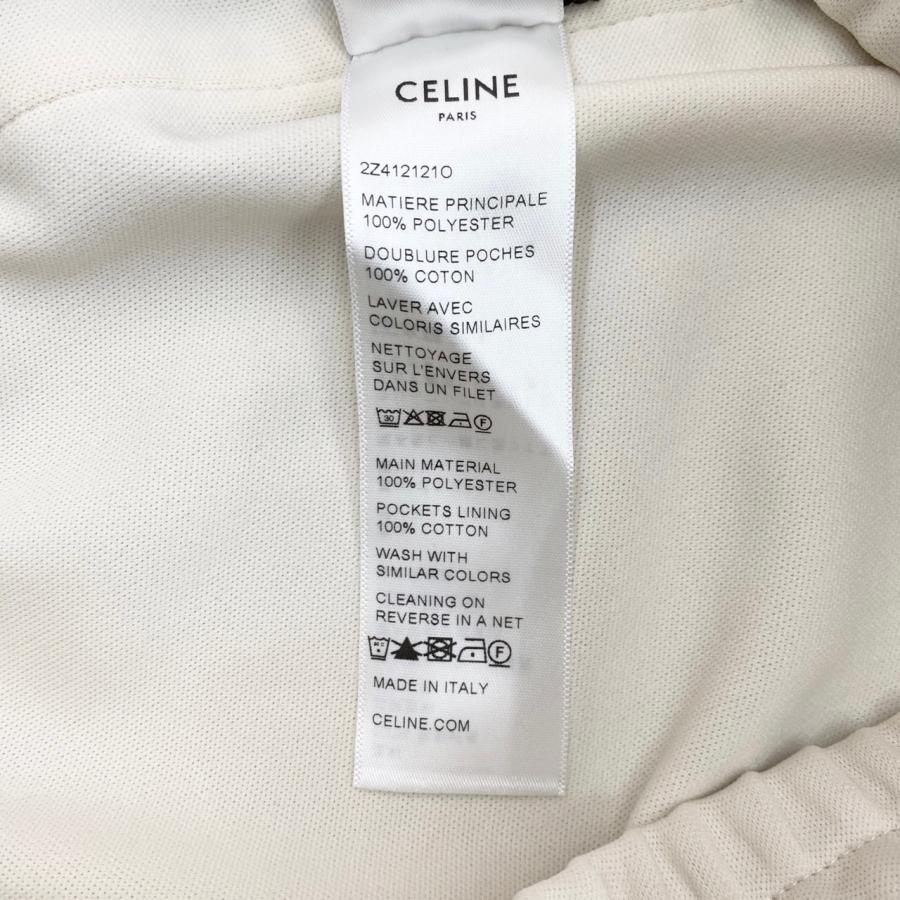 CELINE
PARIS
2Z412121O
MATIERE PRINCIPALE
100% POLYESTER
DOUBLURE POCHES
100% COTON
LAVER AVEC
COLORIS SIMILAIRES
NETTOYAGE
SUR L'ENVERS
DANS UN FILET
30
F
MAIN MATERIAL
100% POLYESTER
POCKETS LINING
100% COTTON
WASH WITH
SIMILAR COLORS
CLEANING ON
REVERSE IN A NET
F
MADE IN ITALY
CELINE.COM